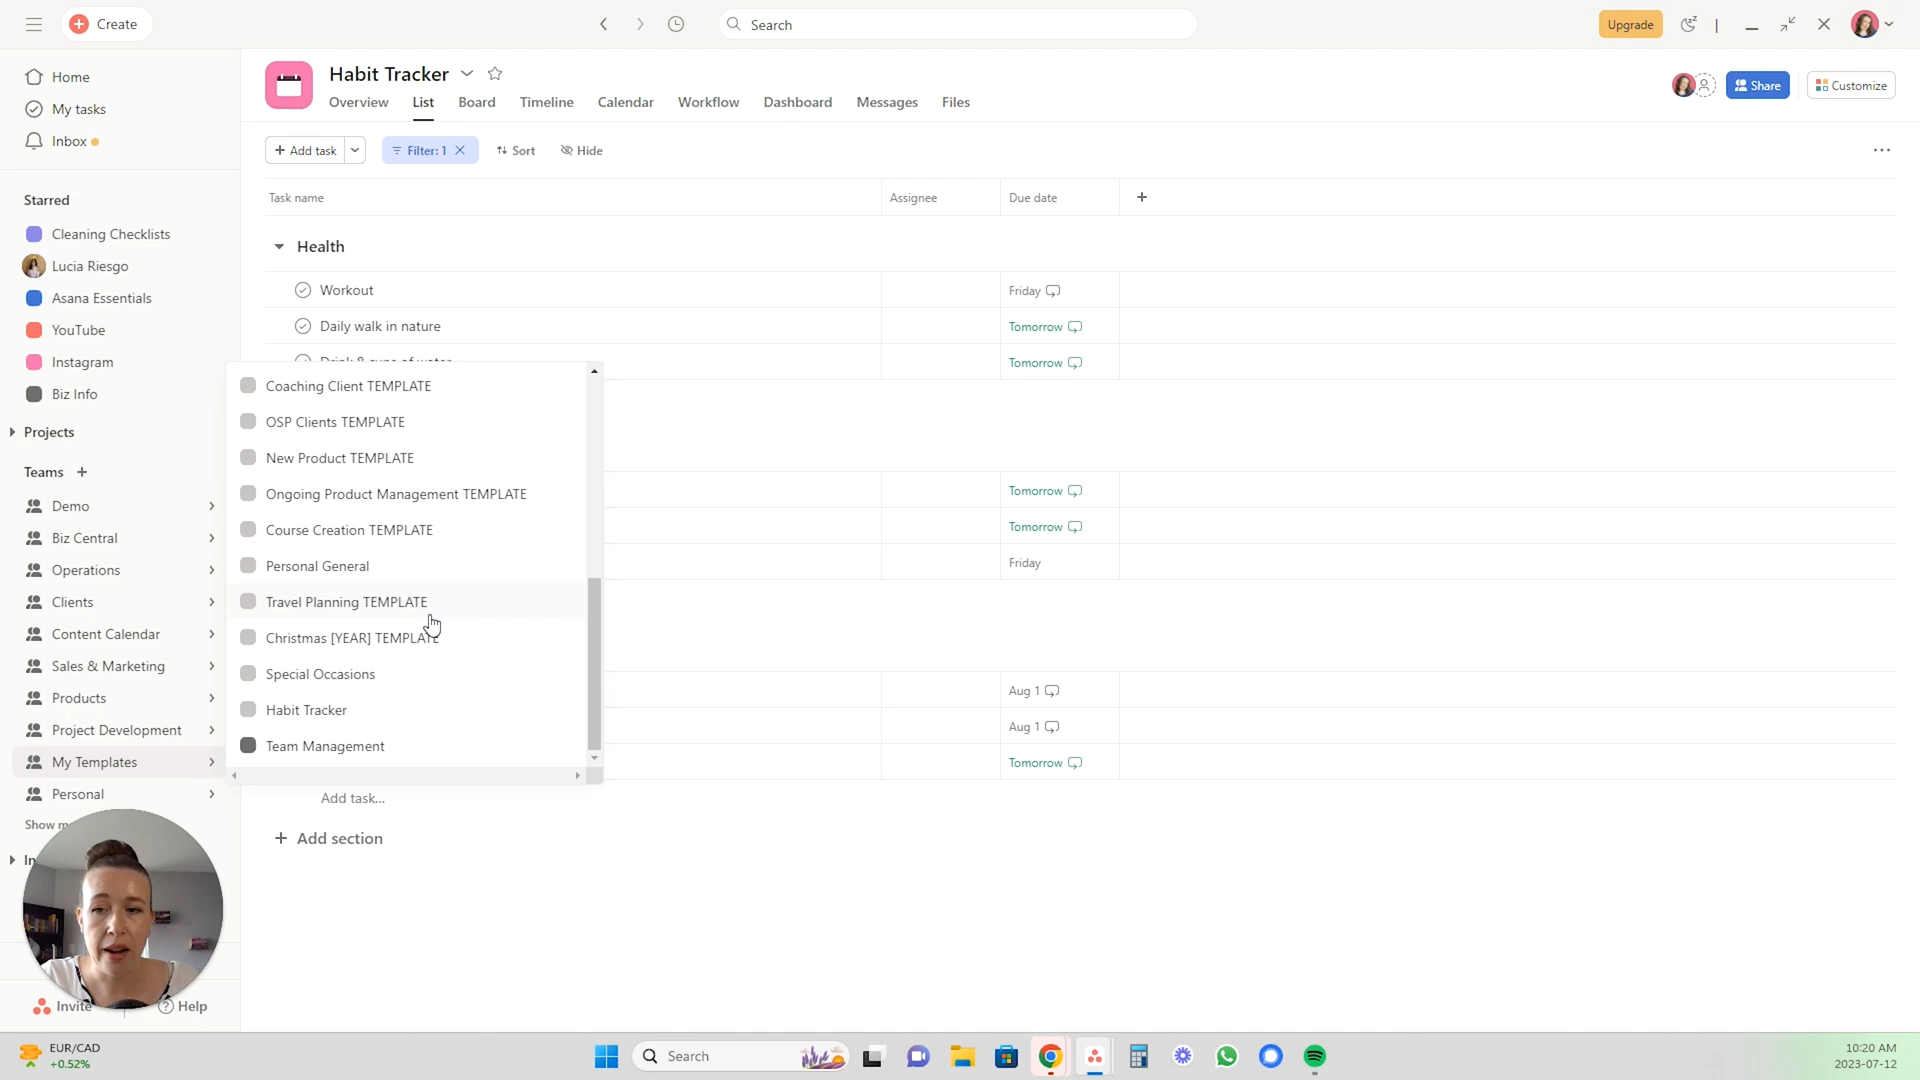 Create
Search
Upgrade
Home
My tasks
Inbox
Starred
Cleaning Checklists
Lucia Riesgo
Asana Essentials
YouTube
Instagram
Biz Info
Projects
Teams +
Demo
Biz Central
Operations
Clients
Content Calendar
Sales & Marketing
Products
Project Development
My Templates
Personal
Invite
Help
Habit Tracker
Overview
List
Board
Timeline
Calendar
Workflow
Dashboard
Messages
Files
Share
Customize
+ Add task
Filter: 1
Sort
Hide
Task name
Assignee
Due date
+
Health
Workout
Friday
Daily walk in nature
Tomorrow
Tomorrow
Coaching Client TEMPLATE
OSP Clients TEMPLATE
New Product TEMPLATE
Ongoing Product Management TEMPLATE
Course Creation TEMPLATE
Personal General
Travel Planning TEMPLATE
Christmas [YEAR] TEMPLATE
Special Occasions
Habit Tracker
Team Management
Tomorrow
Tomorrow
Friday
Aug 1
Aug 1
Tomorrow
Add task...
+ Add section
EUR/CAD
+0.52%
Search
10:20 AM
2023-07-12